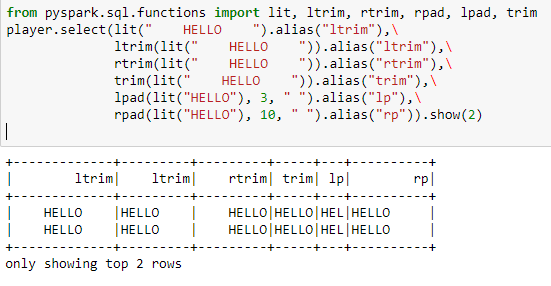 from pyspark.sql.functions import lit, ltrim, rtrim, rpad, lpad, trim
player.select(lit("    HELLO    ").alias("ltrim"),\
              ltrim(lit("    HELLO    ")).alias("ltrim"),\
              rtrim(lit("    HELLO    ")).alias("rtrim"),\
              trim(lit("    HELLO    ")).alias("trim"),\
              lpad(lit("HELLO"), 3, " ").alias("lp"),\
              rpad(lit("HELLO"), 10, " ").alias("rp")).show(2)
+-------------+---------+---------+-----+---+----------+
|        ltrim|    ltrim|    rtrim| trim| lp|        rp|
+-------------+---------+---------+-----+---+----------+
|    HELLO    |HELLO    |    HELLO|HELLO|HEL|HELLO     |
|    HELLO    |HELLO    |    HELLO|HELLO|HEL|HELLO     |
+-------------+---------+---------+-----+---+----------+
only showing top 2 rows